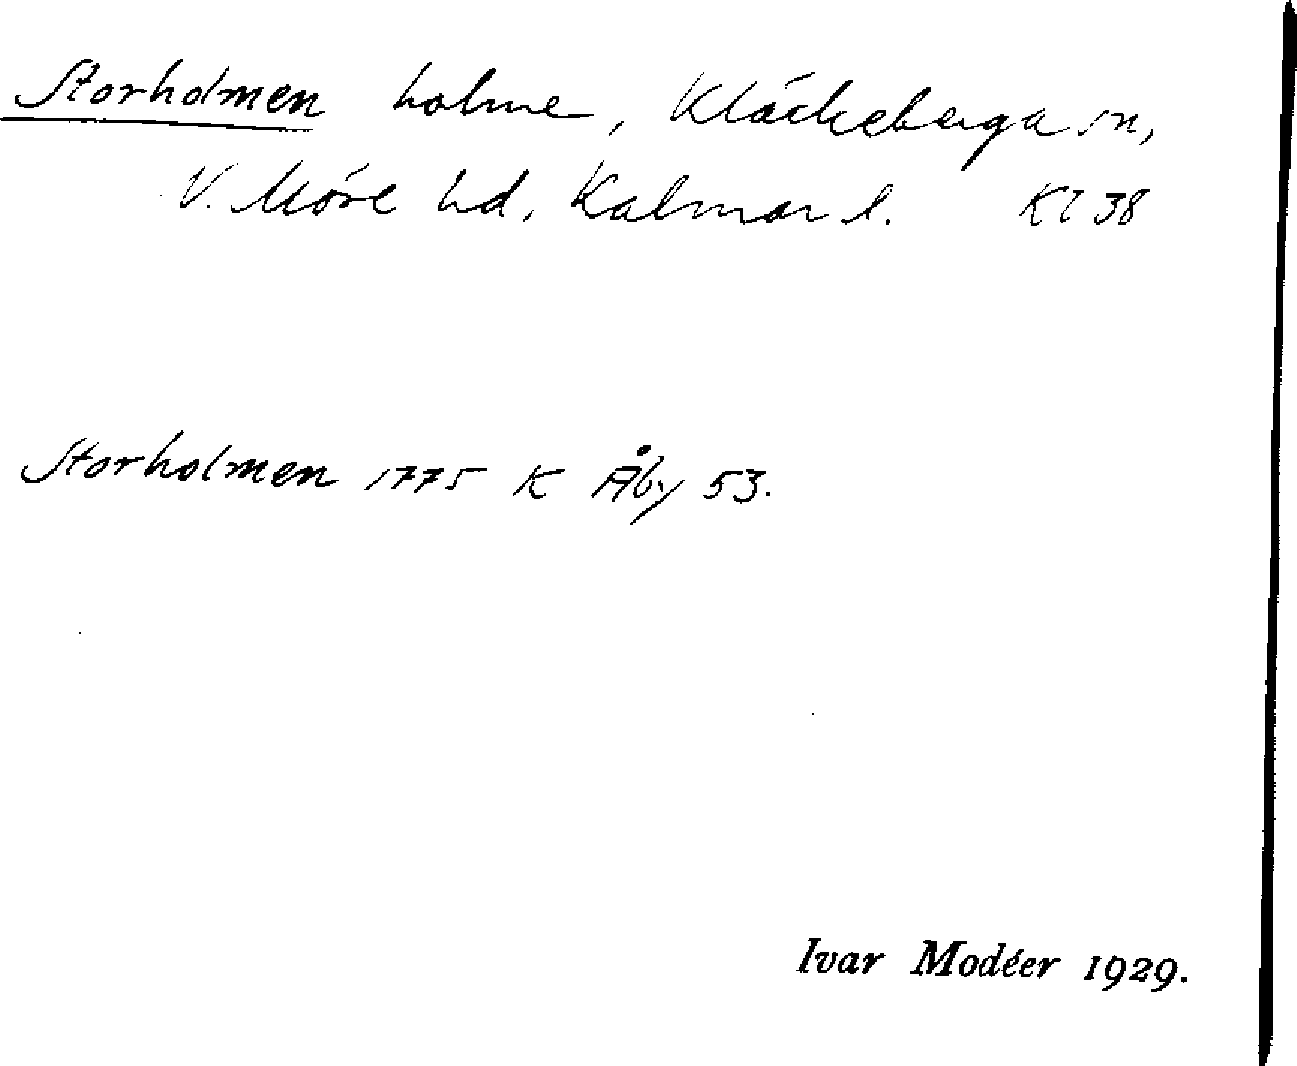 Storholmen holme, Kläckeberga sn,
V. Möre hd, Kalmar l. Kl 38
Storholmen 1775 K Åby 53.
Ivar Modéer 1929.